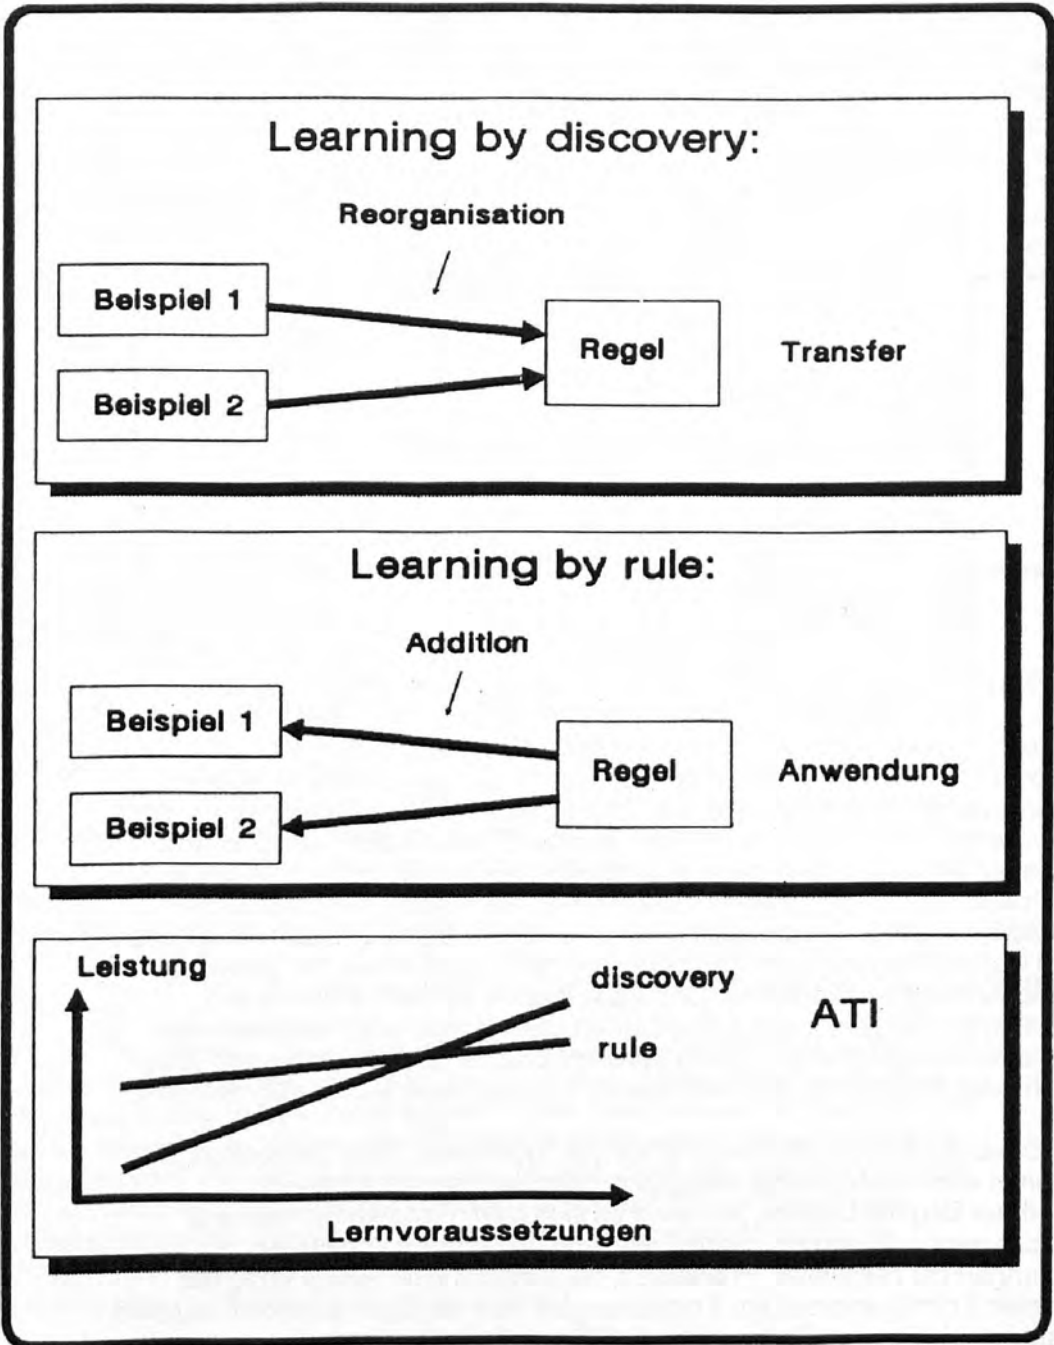 Learning by discovery:
Reorganisation
Beispiel 1
Regel
Transfer
Beispiel 2
Learning by rule:
Addition
Beispiel 1
Regel
Anwendung
Beispiel 2
Leistung
discovery
ATI
rule
Lernvoraussetzungen